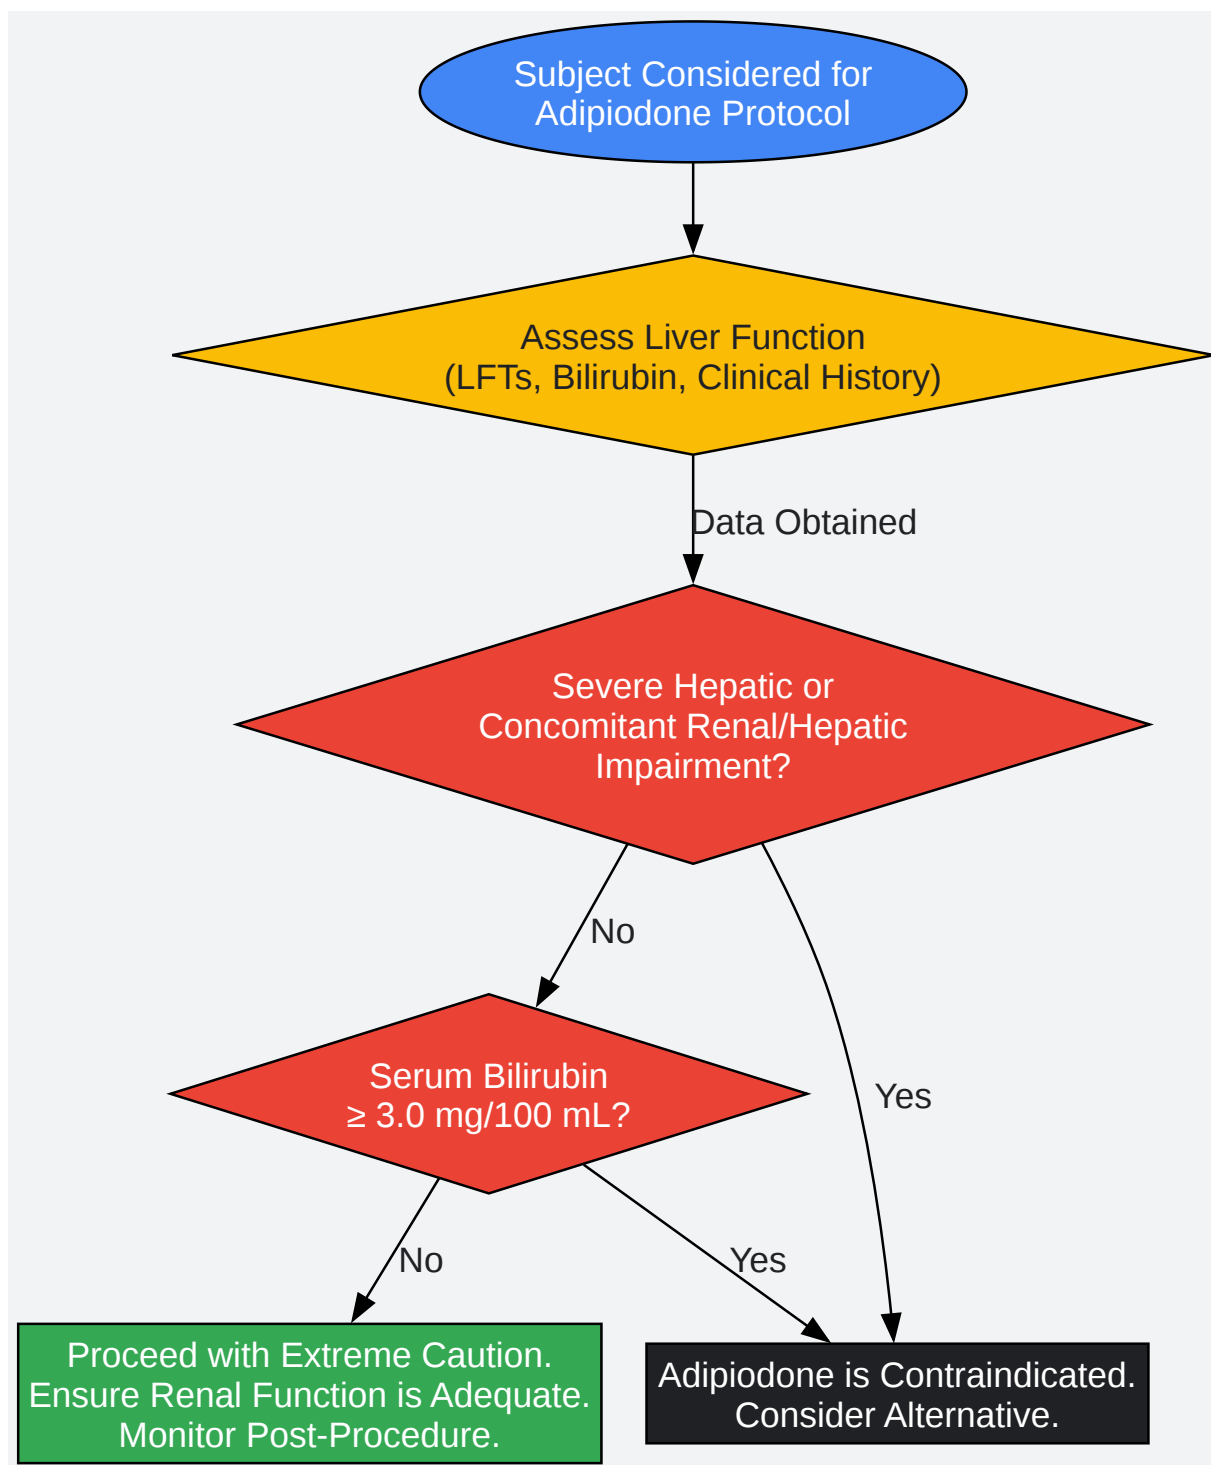 Subject Considered for
Adipiodone Protocol
Assess Liver Function
(LFTs, Bilirubin, Clinical History)
Data Obtained
Severe Hepatic or
Concomitant Renal/Hepatic
Impairment?
No
Yes
Serum Bilirubin
≥ 3.0 mg/100 mL?
No
Yes
Proceed with Extreme Caution.
Ensure Renal Function is Adequate.
Monitor Post-Procedure.
Adipiodone is Contraindicated.
Consider Alternative.